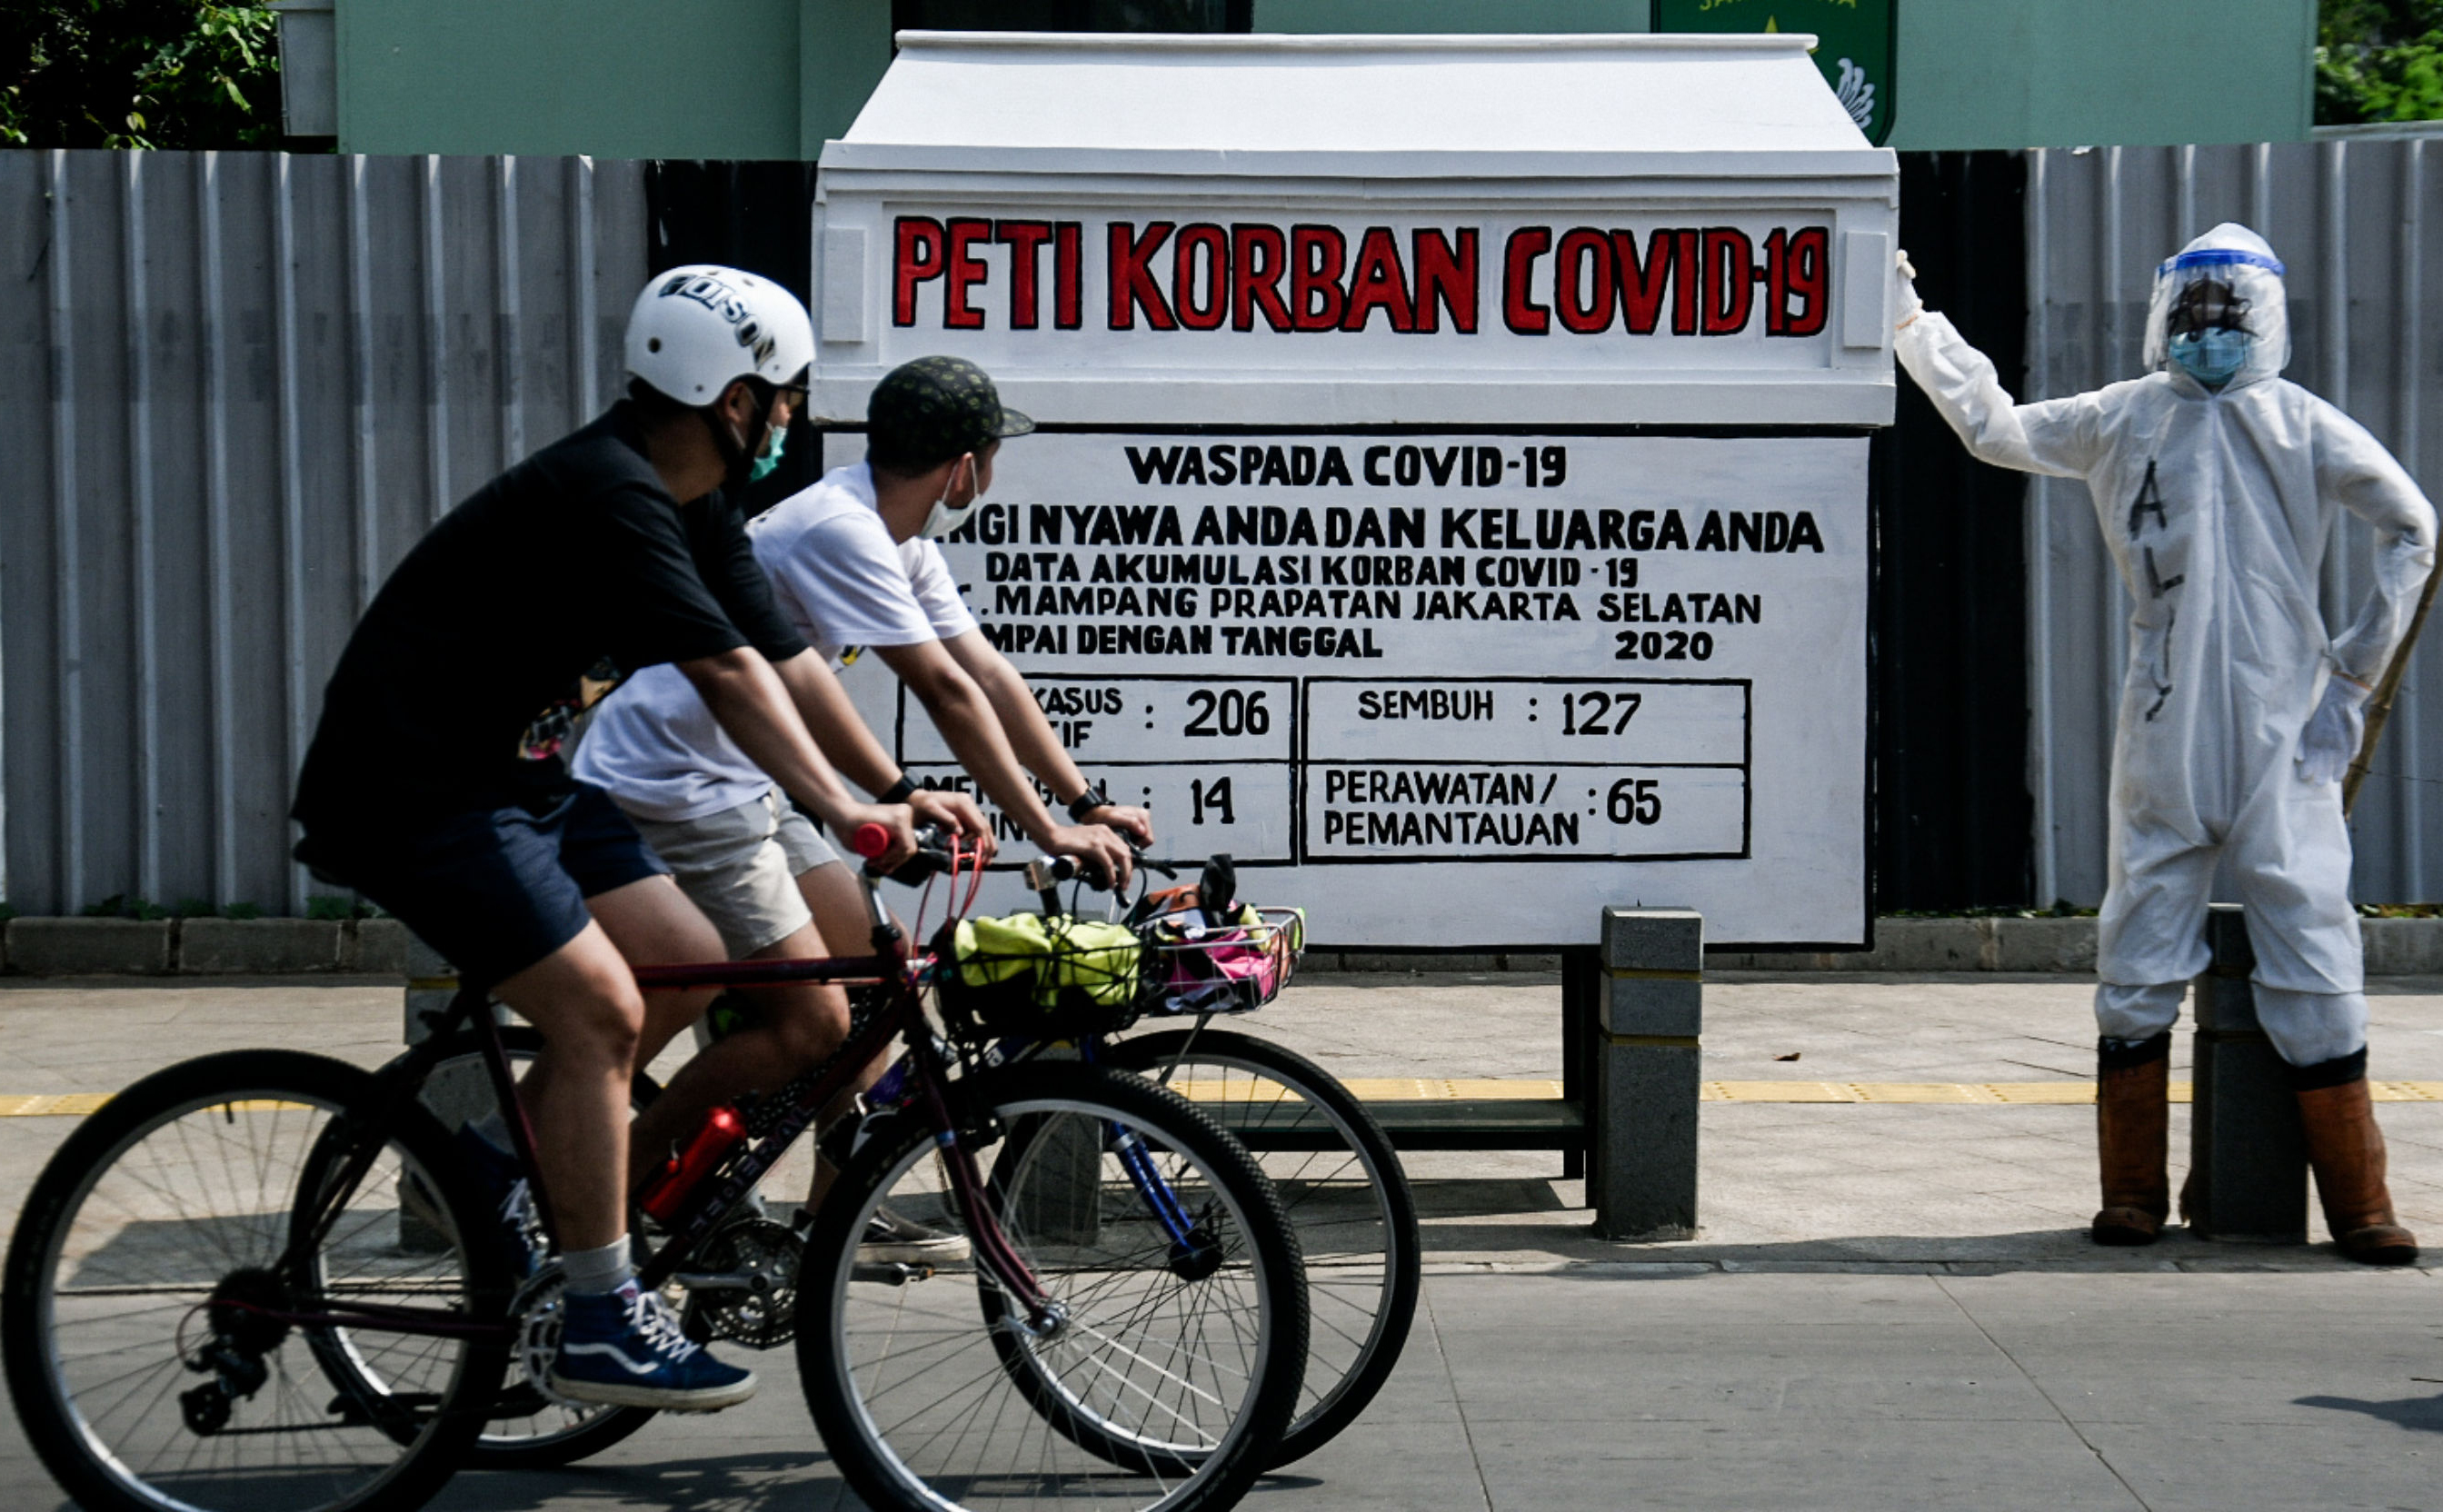 PETI KORBAN COVID-19
WASPADA COVID-19
NYAWA ANDA DAN KELUARGA ANDA
DATA AKUMULASI KORBAN COVID-19
MAMPANG PRAPATAN JAKARTA SELATAN
DENGAN TANGGAL 2020
KASUS : 206
SEMBUH : 127
: 14
PERAWATAN/
PEMANTAUAN : 65